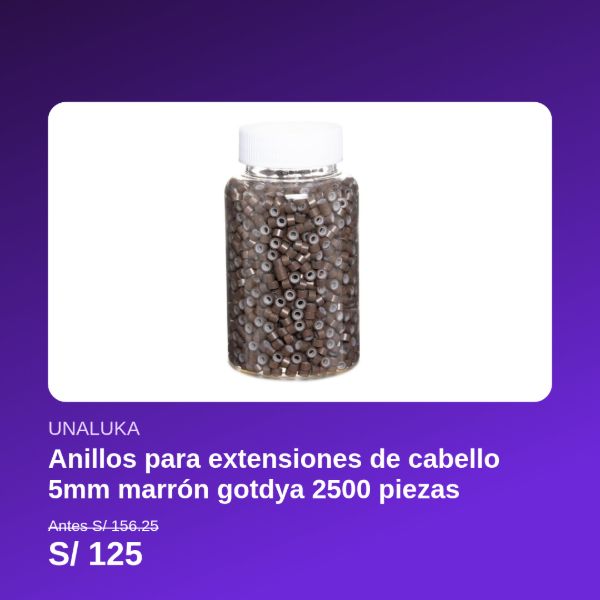 UNALUKA
Anillos para extensiones de cabello
5mm marrón gotdya 2500 piezas
Antes S/ 156.25
S/ 125